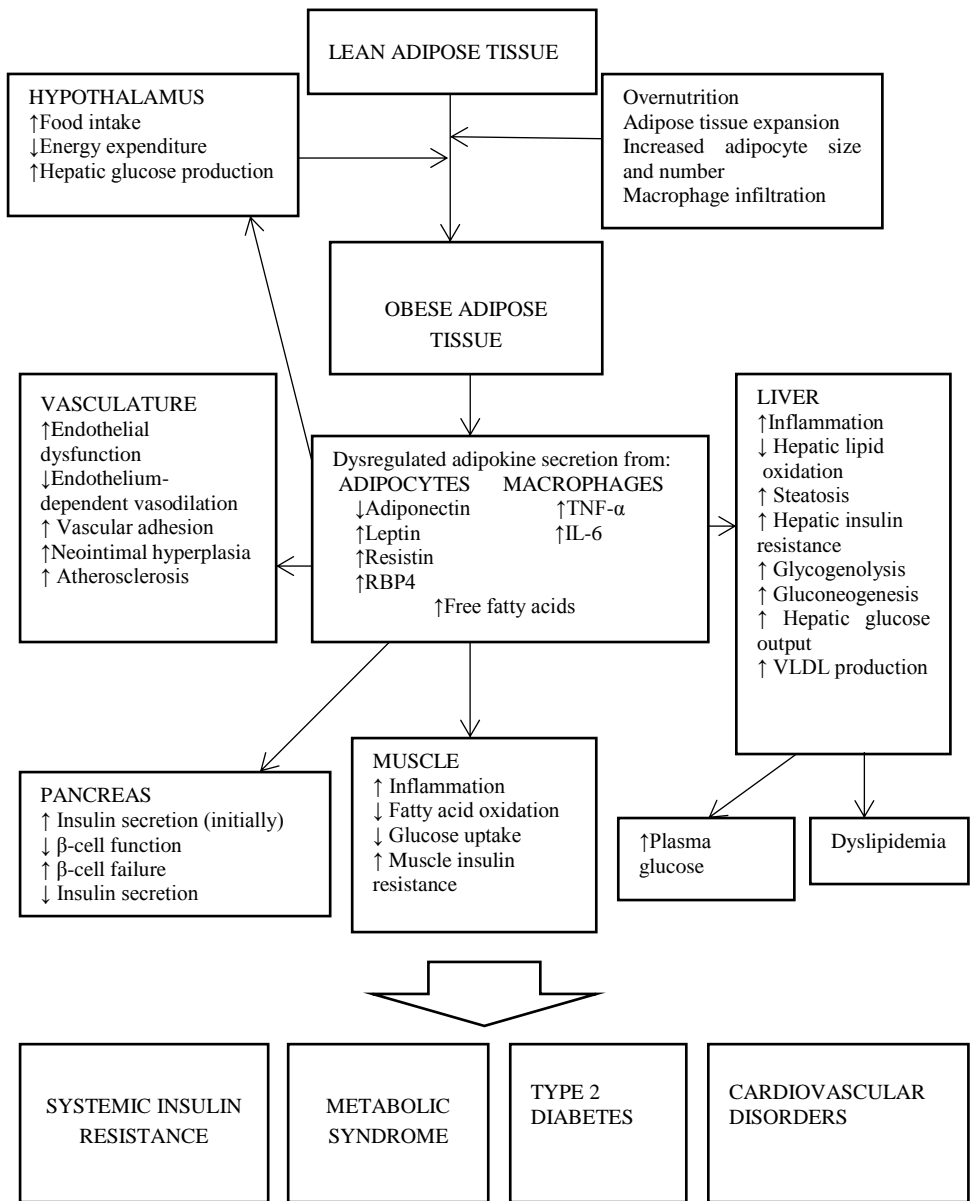 LEAN ADIPOSE TISSUE
HYPOTHALAMUS
↑Food intake
↓Energy expenditure
↑Hepatic glucose production
Overnutrition
Adipose tissue expansion
Increased adipocyte size
and number
Macrophage infiltration
OBESE ADIPOSE
TISSUE
VASCULATURE
↑Endothelial
dysfunction
↓Endothelium-
dependent vasodilation
↑ Vascular adhesion
↑Neointimal hyperplasia
↑ Atherosclerosis
Dysregulated adipokine secretion from:
ADIPOCYTES MACROPHAGES
↓Adiponectin ↑TNF-α
↑Leptin ↑IL-6
↑Resistin
↑RBP4
↑Free fatty acids
LIVER
↑Inflammation
↓ Hepatic lipid
oxidation
↑ Steatosis
↑ Hepatic insulin
resistance
↑ Glycogenolysis
↑ Gluconeogenesis
↑ Hepatic glucose
output
↑ VLDL production
PANCREAS
↑ Insulin secretion (initially)
↓ β-cell function
↑ β-cell failure
↓ Insulin secretion
MUSCLE
↑ Inflammation
↓ Fatty acid oxidation
↓ Glucose uptake
↑ Muscle insulin
resistance
↑Plasma
glucose
Dyslipidemia
SYSTEMIC INSULIN
RESISTANCE
METABOLIC
SYNDROME
TYPE 2
DIABETES
CARDIOVASCULAR
DISORDERS